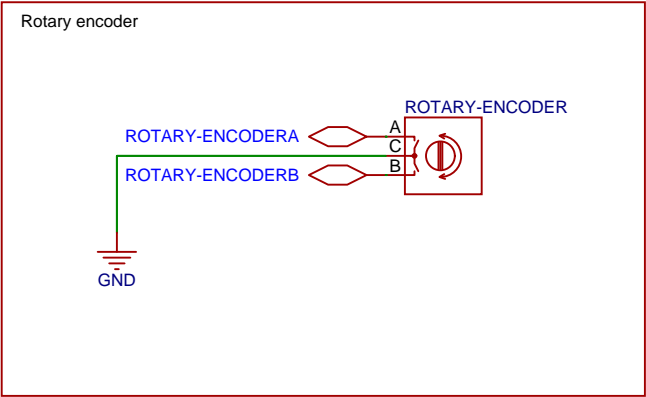 Rotary encoder
ROTARY-ENCODER
ROTARY-ENCODERA
A
C
ROTARY-ENCODERB
B
GND